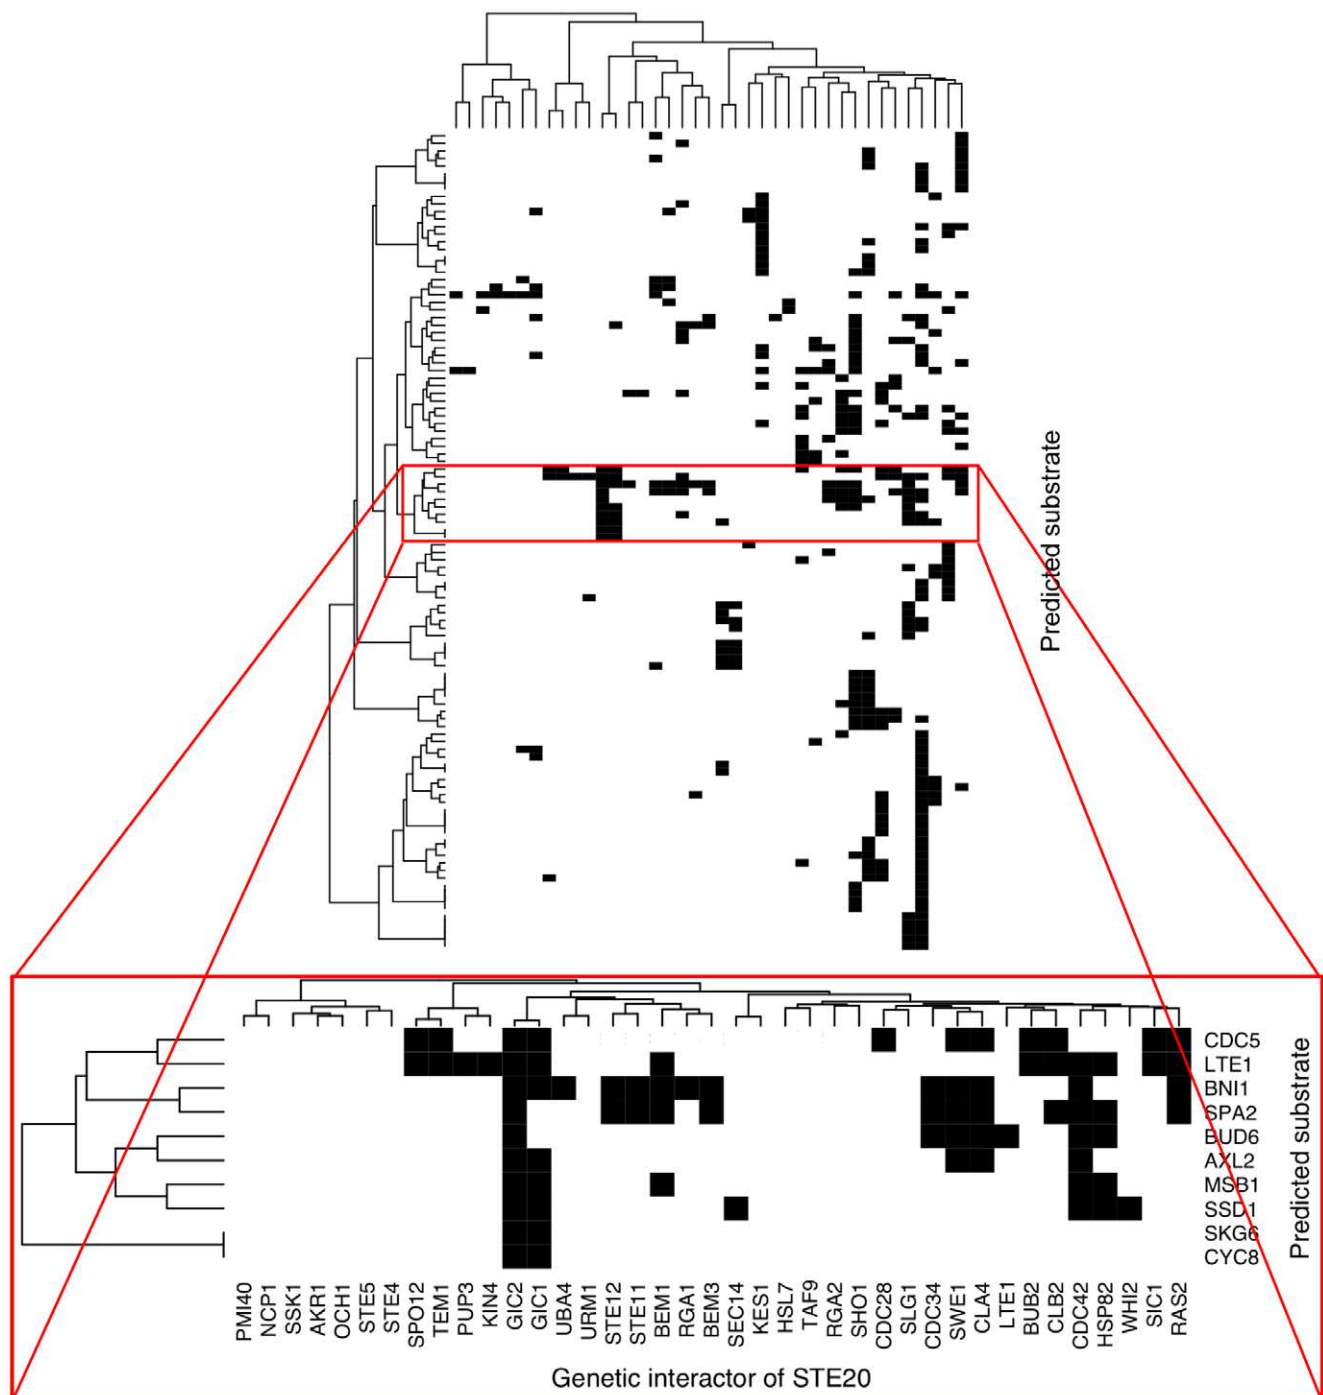 Predicted substrate
CDC5
LTE1
BNI1
SPA2
BUD6
AXL2
MSB1
SSD1
SKG6
CYC8
Predicted substrate
PMI40
NCP1
SSK1
AKR1
OCH1
STE5
STE4
SPO12
TEM1
PUP3
KIN4
GIC2
GIC1
UBA4
URM1
STE12
STE11
BEM1
RGA1
BEM3
SEC14
KES1
HSL7
TAF9
RGA2
SHO1
CDC28
SLG1
CDC34
SWE1
CLA4
LTE1
BUB2
CLB2
CDC42
HSP82
WHI2
SIC1
RAS2
Genetic interactor of STE20